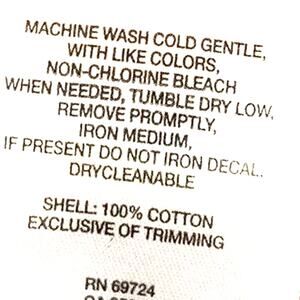 MACHINE WASH COLD GENTLE,
WITH LIKE COLORS,
NON-CHLORINE BLEACH
WHEN NEEDED, TUMBLE DRY LOW,
REMOVE PROMPTLY,
IRON MEDIUM,
IF PRESENT DO NOT IRON DECAL.
DRYCLEANABLE
SHELL: 100% COTTON
EXCLUSIVE OF TRIMMING
RN 69724